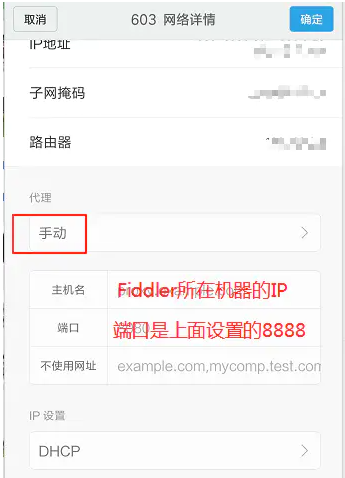 取消
603 网络详情
确定
IP地址
子网掩码
路由器
代理
手动
主机名
Fiddler所在机器的IP
端口
端口是上面设置的8888
不使用网址
example.com,mycomp.test.com
IP 设置
DHCP